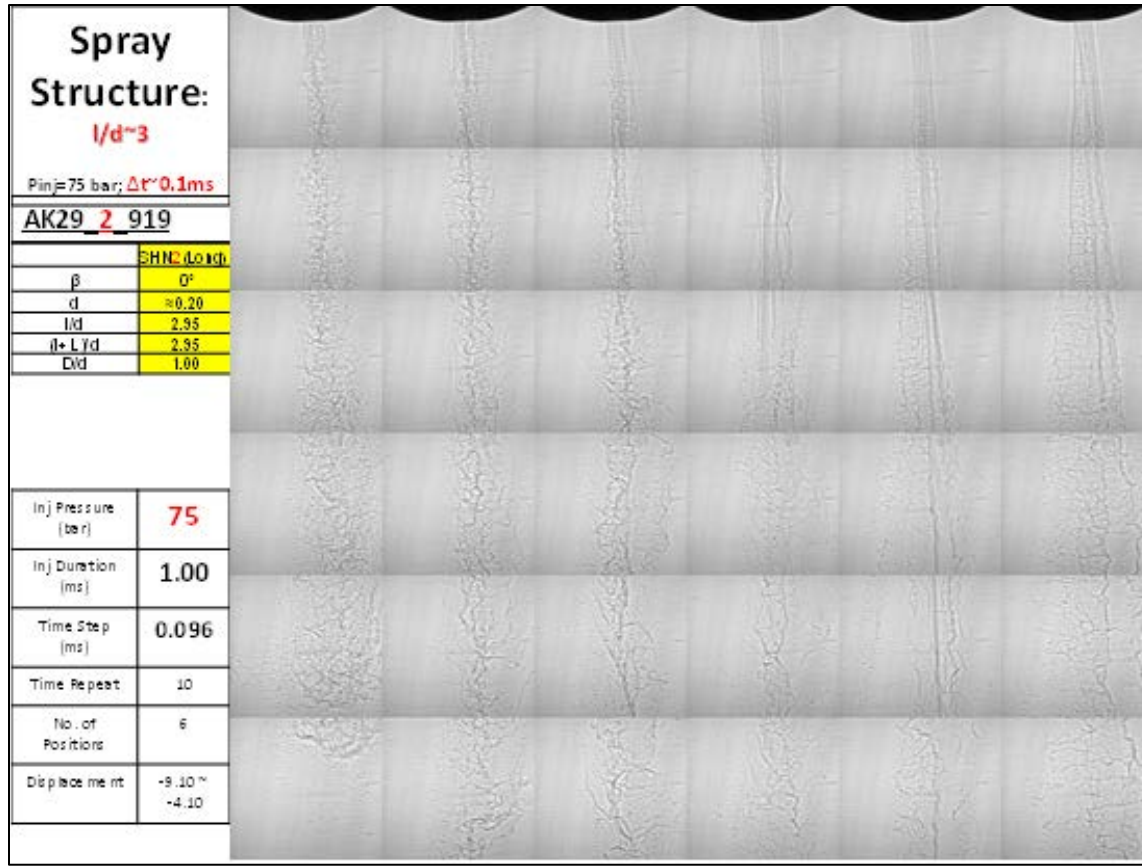 Spray
Structure:
l/d~3
Pinj=75 bar; Δt~0.1ms
AK29_2_919
SHN2 (Long)
β 0°
d ≈0.20
l/d 2.95
(l+L)/d 2.95
D/d 1.00
Inj Pressure
(bar) 75
Inj Duration
(ms) 1.00
Time Step
(ms) 0.096
Time Repeat 10
No. of
Positions 6
Displacement -9.10 ~
-4.10